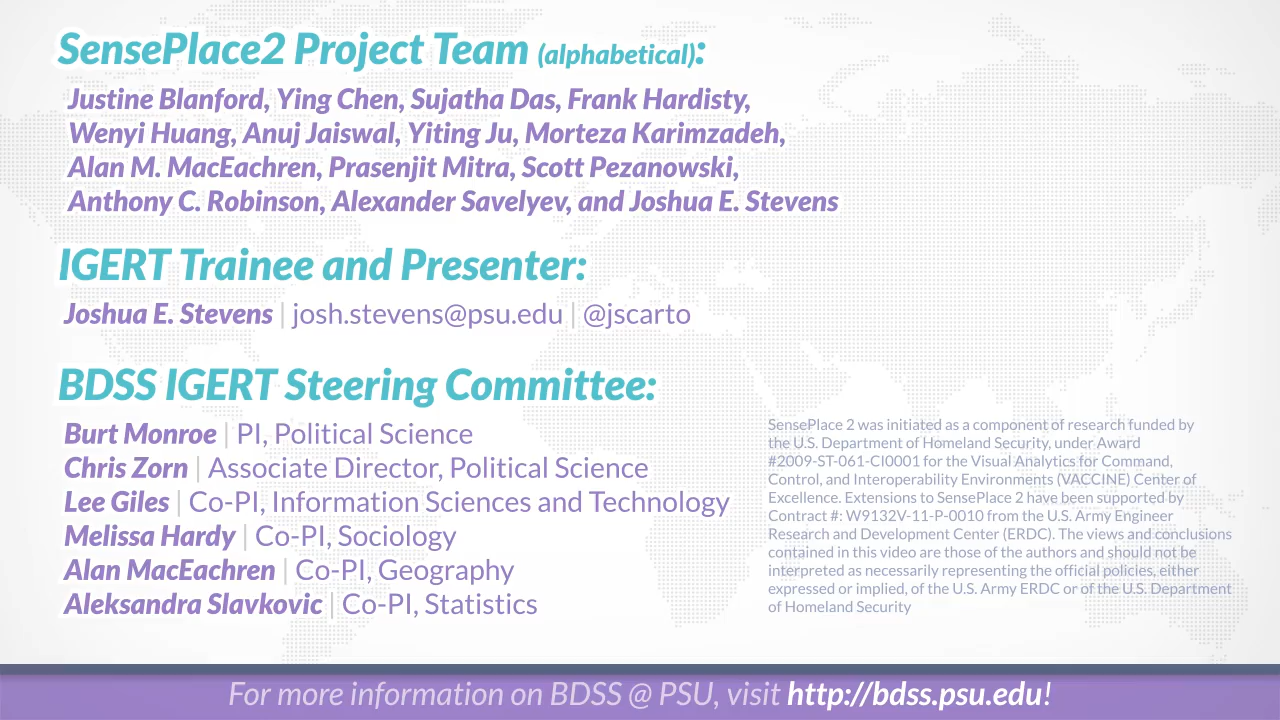 SensePlace2 Project Team (alphabetical):
Justine Blanford, Ying Chen, Sujatha Das, Frank Hardisty,
Wenyi Huang, Anuj Jaiswal, Yiting Ju, Morteza Karimzadeh,
Alan M. MacEachren, Prasenjit Mitra, Scott Pezanowski,
Anthony C. Robinson, Alexander Savelyev, and Joshua E. Stevens
IGERT Trainee and Presenter:
Joshua E. Stevens | josh.stevens@psu.edu | @jscarto
BDSS IGERT Steering Committee:
Burt Monroe | PI, Political Science
Chris Zorn | Associate Director, Political Science
Lee Giles | Co-PI, Information Sciences and Technology
Melissa Hardy | Co-PI, Sociology
Alan MacEachren | Co-PI, Geography
Aleksandra Slavkovic | Co-PI, Statistics
SensePlace 2 was initiated as a component of research funded by
the U.S. Department of Homeland Security, under Award
#2009-ST-061-CI0001 for the Visual Analytics for Command,
Control, and Interoperability Environments (VACCINE) Center of
Excellence. Extensions to SensePlace 2 have been supported by
Contract #: W9132V-11-P-0010 from the U.S. Army Engineer
Research and Development Center (ERDC). The views and conclusions
contained in this video are those of the authors and should not be
interpreted as necessarily representing the official policies, either
expressed or implied, of the U.S. Army ERDC or of the U.S. Department
of Homeland Security
For more information on BDSS @ PSU, visit http://bdss.psu.edu!